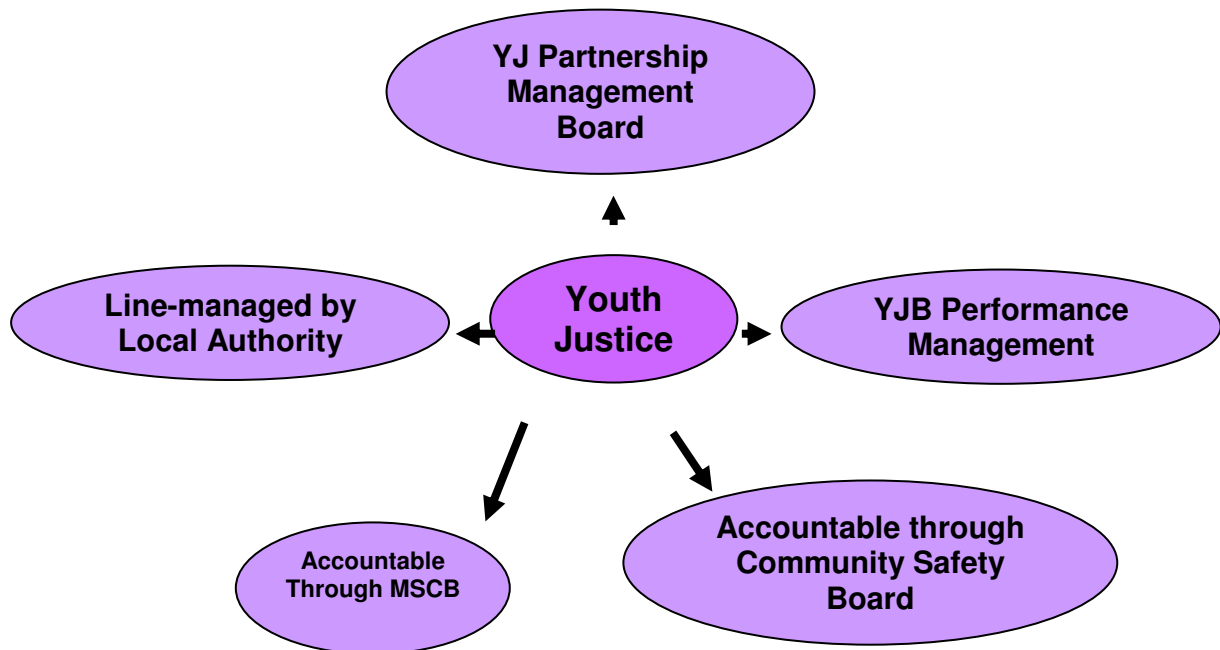 YJ Partnership
Management
Board
Line-managed by
Local Authority
Youth
Justice
YJB Performance
Management
Accountable
Through MSCB
Accountable through
Community Safety
Board